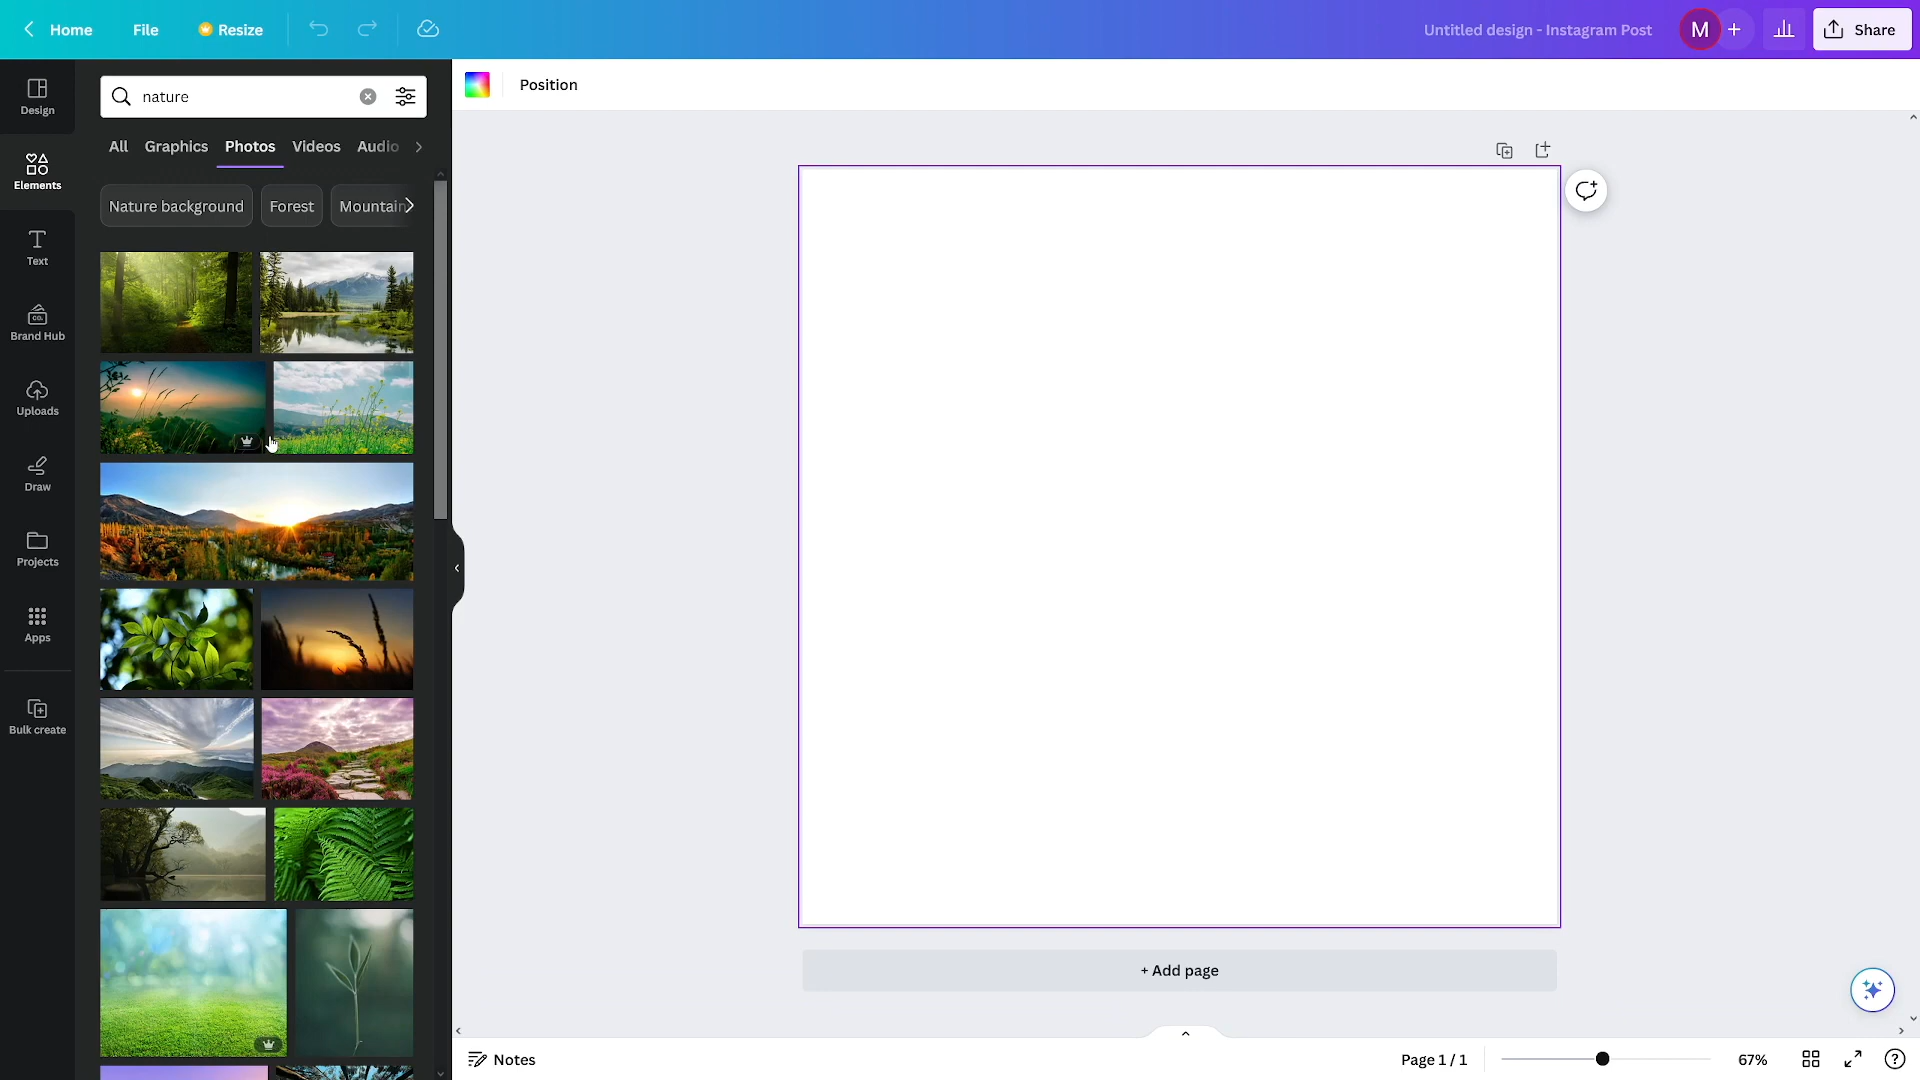 Home
File
Resize
Untitled design - Instagram Post
M
Share
Design
nature
Position
All
Graphics
Photos
Videos
Audio
Elements
Nature background
Forest
Mountain
Text
CO.
Brand Hub
Uploads
Draw
Projects
Apps
Bulk create
+ Add page
Notes
Page 1 / 1
67%